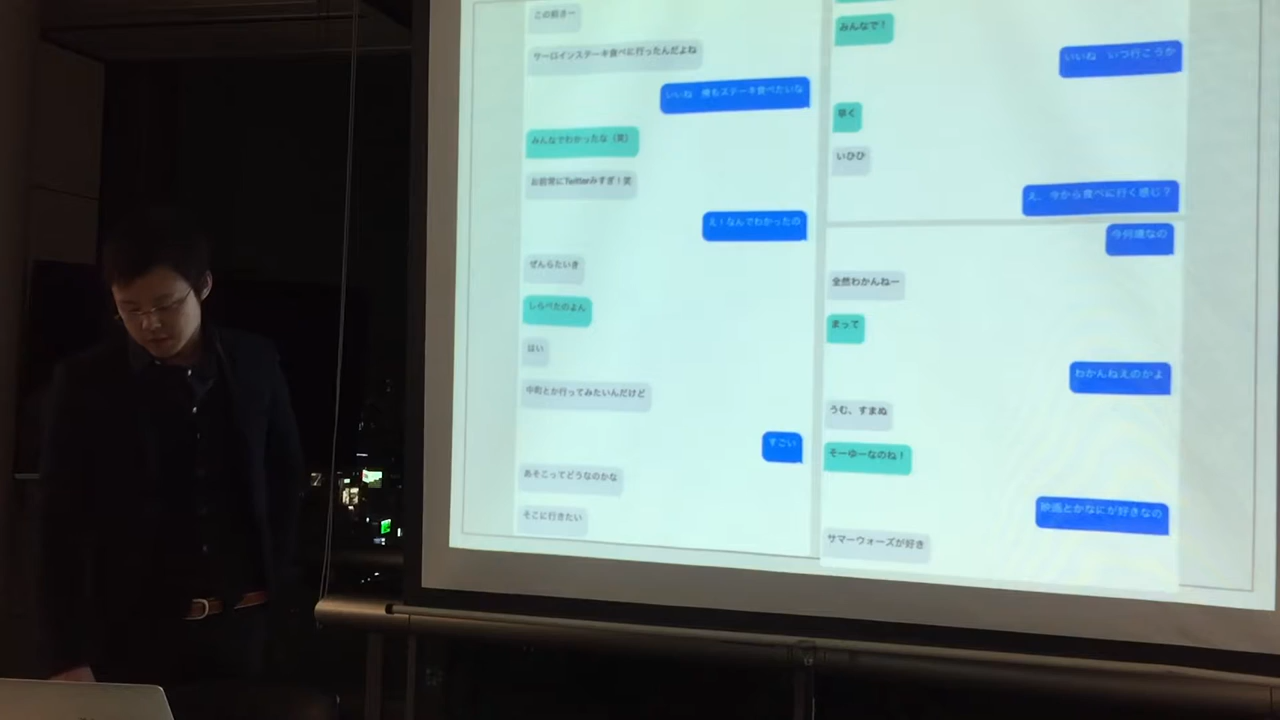 この前さー
サーロインステーキ食べに行ったんだよね
いいね　俺もステーキ食べたいな
みんなでわかったな（笑）
お前常にTwitterみすぎ！笑
え！なんでわかったの
ぜんらたいき
しらべたのよん
はい
中町とか行ってみたいんだけど
すごい
あそこってどうなのかな
そこに行きたい
みんなで！
いいね　いつ行こうか
早く
いひひ
え、今から食べに行く感じ？
今何歳なの
全然わかんねー
まって
わかんねえのかよ
うむ、すまぬ
そーゆーなのね！
映画とかなにが好きなの
サマーウォーズが好き